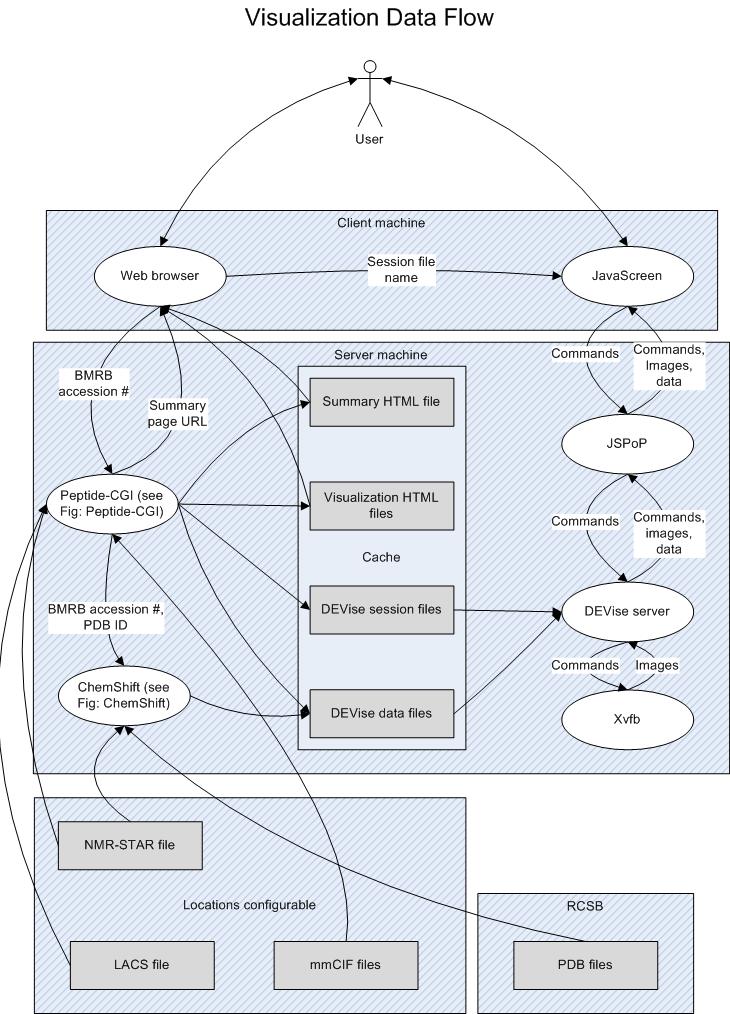 Visualization Data Flow
User
Client machine
Web browser
Session file
name
JavaScreen
Server machine
BMRB
accession #
Summary
page URL
Commands
Commands,
Images,
data
Summary HTML file
JSPoP
Peptide-CGI (see
Fig: Peptide-CGI)
Visualization HTML
files
Commands
Commands,
images,
data
Cache
BMRB accession #,
PDB ID
DEVise session files
DEVise server
Commands
Images
ChemShift (see
Fig: ChemShift)
DEVise data files
Xvfb
NMR-STAR file
Locations configurable
RCSB
LACS file
mmCIF files
PDB files